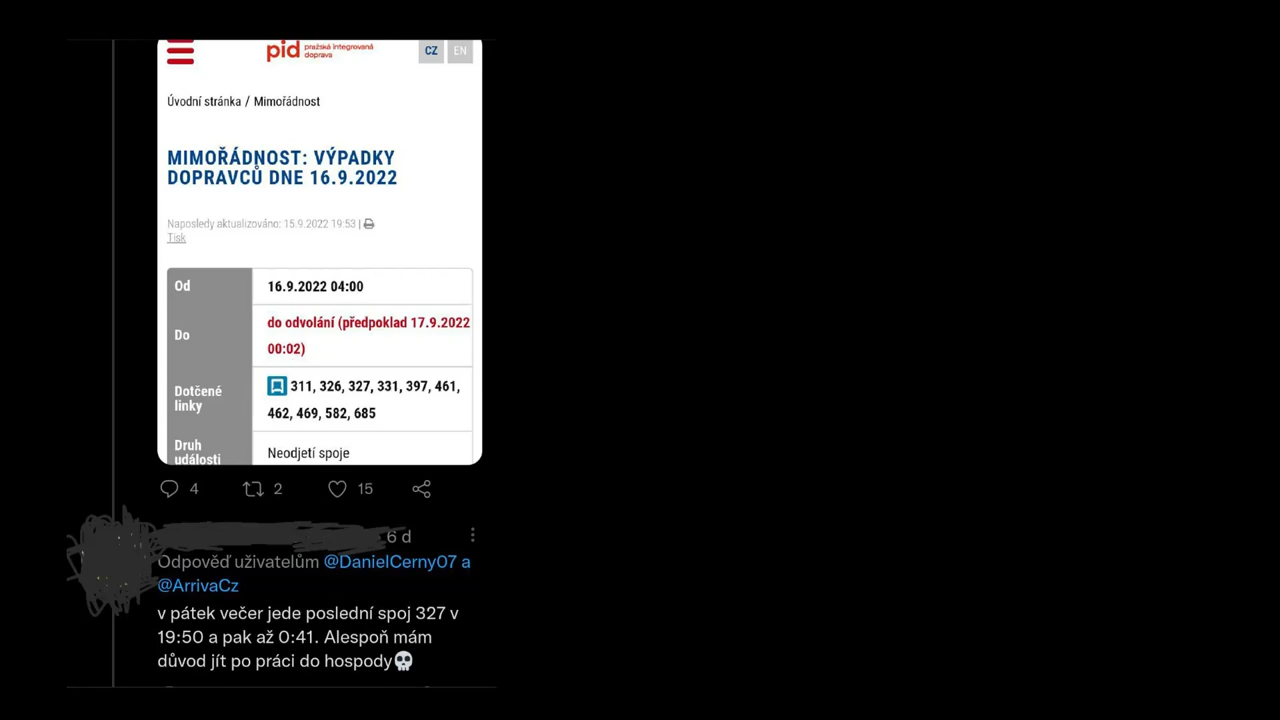 pid pražská integrovaná
doprava
CZ EN
Úvodní stránka / Mimořádnost
MIMOŘÁDNOST: VÝPADKY
DOPRAVCŮ DNE 16.9.2022
Naposledy aktualizováno: 15.9.2022 19:53 |
Tisk
Od 16.9.2022 04:00
Do do odvolání (předpoklad 17.9.2022
00:02)
Dotčené linky 311, 326, 327, 331, 397, 461,
462, 469, 582, 685
Druh události Neodjetí spoje
4 2 15
6 d
Odpověď uživatelům @DanielCerny07 a
@ArrivaCz
v pátek večer jede poslední spoj 327 v
19:50 a pak až 0:41. Alespoň mám
důvod jít po práci do hospody💀